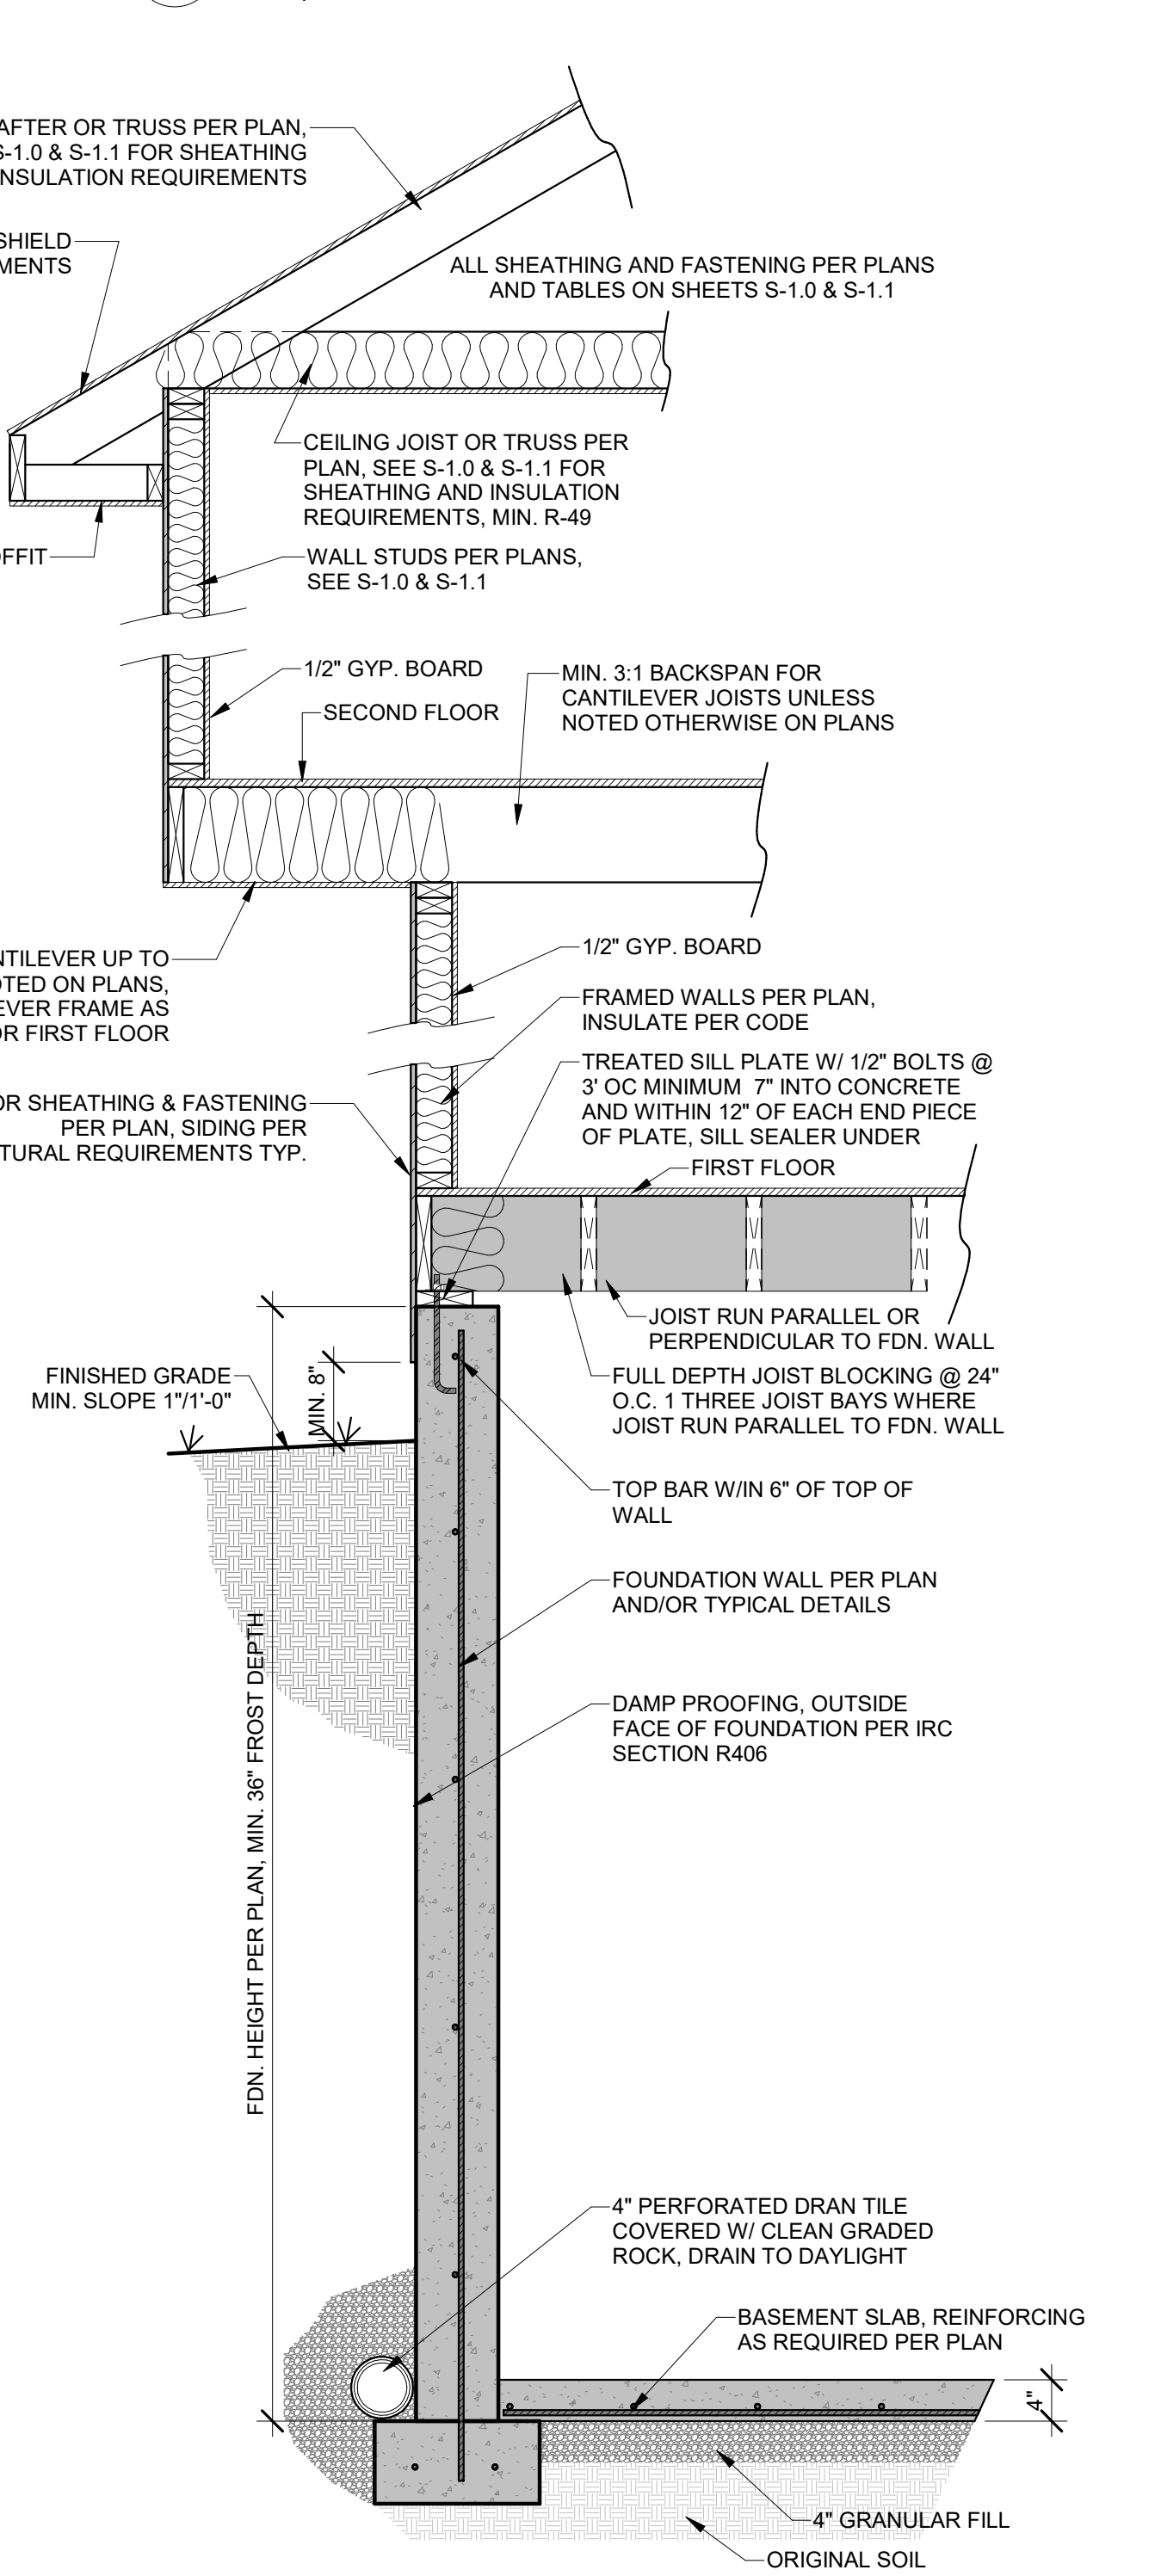 AFTER OR TRUSS PER PLAN,
S-1.0 & S-1.1 FOR SHEATHING
INSULATION REQUIREMENTS
SHIELD
MENTS
ALL SHEATHING AND FASTENING PER PLANS
AND TABLES ON SHEETS S-1.0 & S-1.1
CEILING JOIST OR TRUSS PER
PLAN, SEE S-1.0 & S-1.1 FOR
SHEATHING AND INSULATION
REQUIREMENTS, MIN. R-49
OFFIT
WALL STUDS PER PLANS,
SEE S-1.0 & S-1.1
1/2" GYP. BOARD
SECOND FLOOR
MIN. 3:1 BACKSPAN FOR
CANTILEVER JOISTS UNLESS
NOTED OTHERWISE ON PLANS
NTILEVER UP TO
OTED ON PLANS,
EVER FRAME AS
OR FIRST FLOOR
1/2" GYP. BOARD
FRAMED WALLS PER PLAN,
INSULATE PER CODE
TREATED SILL PLATE W/ 1/2" BOLTS @
3' OC MINIMUM 7" INTO CONCRETE
AND WITHIN 12" OF EACH END PIECE
OF PLATE, SILL SEALER UNDER
OR SHEATHING & FASTENING
PER PLAN, SIDING PER
TURAL REQUIREMENTS TYP.
FIRST FLOOR
JOIST RUN PARALLEL OR
PERPENDICULAR TO FDN. WALL
FINISHED GRADE
MIN. SLOPE 1"/1'-0"
MIN. 8"
FULL DEPTH JOIST BLOCKING @ 24"
O.C. 1 THREE JOIST BAYS WHERE
JOIST RUN PARALLEL TO FDN. WALL
TOP BAR W/IN 6" OF TOP OF
WALL
FOUNDATION WALL PER PLAN
AND/OR TYPICAL DETAILS
FDN. HEIGHT PER PLAN, MIN. 36" FROST DEPTH
DAMP PROOFING, OUTSIDE
FACE OF FOUNDATION PER IRC
SECTION R406
4" PERFORATED DRAN TILE
COVERED W/ CLEAN GRADED
ROCK, DRAIN TO DAYLIGHT
BASEMENT SLAB, REINFORCING
AS REQUIRED PER PLAN
4"
4" GRANULAR FILL
ORIGINAL SOIL